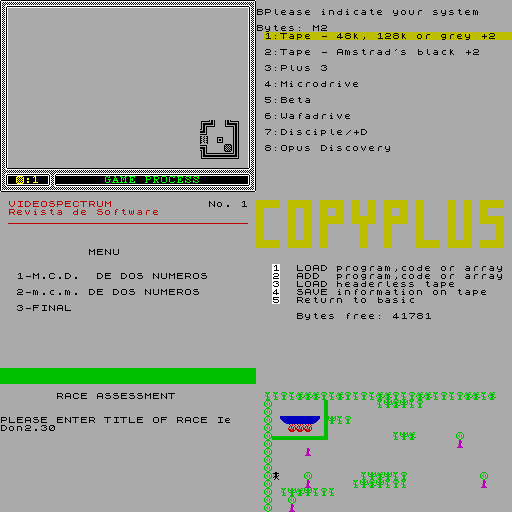 @:1 GAME PROCESS
BPlease indicate your system
Bytes: M2
1:Tape - 48K, 128K or grey +2
2:Tape - Amstrad's black +2
3:Plus 3
4:Microdrive
5:Beta
6:Wafadrive
7:Disciple/+D
8:Opus Discovery
VIDEOSPECTRUM No. 1
Revista de Software
MENU
1-M.C.D. DE DOS NUMEROS
2-m.c.m. DE DOS NUMEROS
3-FINAL
COPYPLUS
1 LOAD program,code or array
2 ADD program,code or array
3 LOAD headerless tape
4 SAVE information on tape
5 Return to basic
Bytes free: 41781
RACE ASSESSMENT
PLEASE ENTER TITLE OF RACE Ie
Don2.30